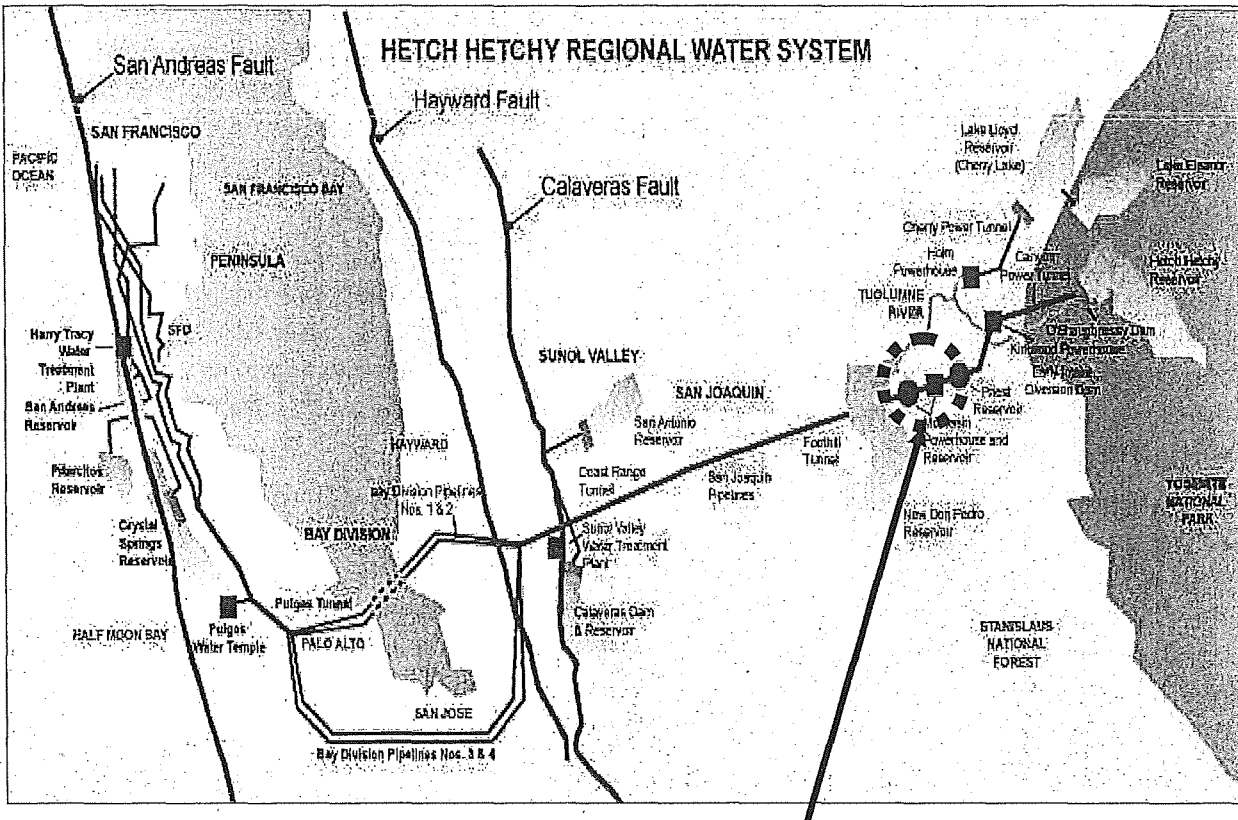 HETCH HETCHY REGIONAL WATER SYSTEM
San Andreas Fault
Hayward Fault
Calaveras Fault
SAN FRANCISCO
PACIFIC
OCEAN
SAN FRANCISCO BAY
PENINSULA
SFO
Harry Tracy
Water
Treatment
Plant
San Andreas
Reservoir
Pilarcitos
Reservoir
Crystal
Springs
Reservoir
HALF MOON BAY
Pulgas
Water Temple
Pulgas Tunnel
PALO ALTO
BAY DIVISION
HAYWARD
Bay Division Pipelines
Nos. 1 & 2
SAN JOSE
Bay Division Pipelines Nos. 3 & 4
SUNOL VALLEY
San Antonio
Reservoir
Coast Range
Tunnel
Sunol Valley
Water Treatment
Plant
Calaveras Dam
& Reservoir
SAN JOAQUIN
San Joaquin
Pipelines
Foothill
Tunnel
Lake Lloyd
Reservoir
(Cherry Lake)
Lake Eleanor
Reservoir
Cherry Power Tunnel
Holm
Powerhouse
Canyon
Power Tunnel
Hetch Hetchy
Reservoir
TUOLUMNE
RIVER
O'Shaughnessy Dam
Kirkwood Powerhouse
Early Intake
Diversion Dam
Priest
Reservoir
Moccasin
Powerhouse and
Reservoir
New Don Pedro
Reservoir
YOSEMITE
NATIONAL
PARK
STANISLAUS
NATIONAL
FOREST